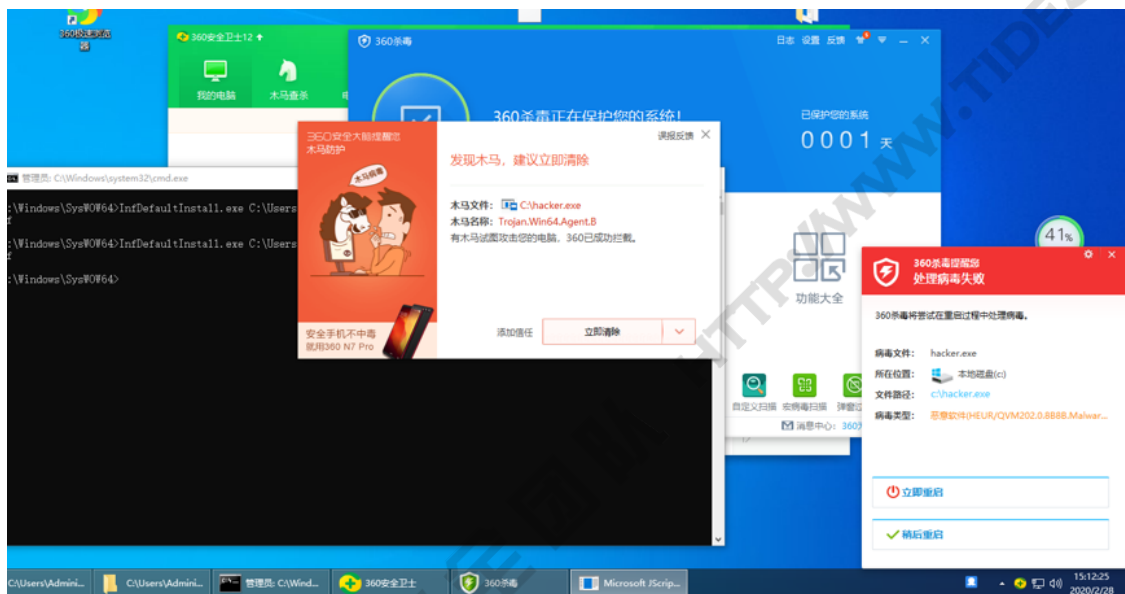 360安全卫士12
360杀毒
日志 设置 反馈
我的电脑
木马查杀
360杀毒正在保护您的系统!
已保护您的系统
0001 天
管理员: C:\Windows\system32\cmd.exe
:\Windows\SysWOW64>InfDefaultInstall.exe C:\Users
f
:\Windows\SysWOW64>InfDefaultInstall.exe C:\Users
f
:\Windows\SysWOW64>
360安全大脑提醒您
木马防护
误报反馈
木马病毒
发现木马，建议立即清除
木马文件： C:\hacker.exe
木马名称： Trojan.Win64.Agent.B
有木马试图攻击您的电脑，360已成功拦截。
安全手机不中毒
就用360 N7 Pro
添加信任
立即清除
41%
功能大全
自定义扫描
宏病毒扫描
消息中心：
360杀毒提醒您
处理病毒失败
360杀毒将尝试在重启过程中处理病毒。
病毒文件： hacker.exe
所在位置： 本地磁盘(c:)
文件路径： c:\hacker.exe
病毒类型： 恶意软件(HEUR/QVM202.0.8B8B.Malwar...
立即重启
稍后重启
C:\Users\Admini...
C:\Users\Admini...
管理员: C:\Wind...
360安全卫士
360杀毒
Microsoft JScrip...
15:12:25
2020/2/28
HTTP://WWW.TIDE